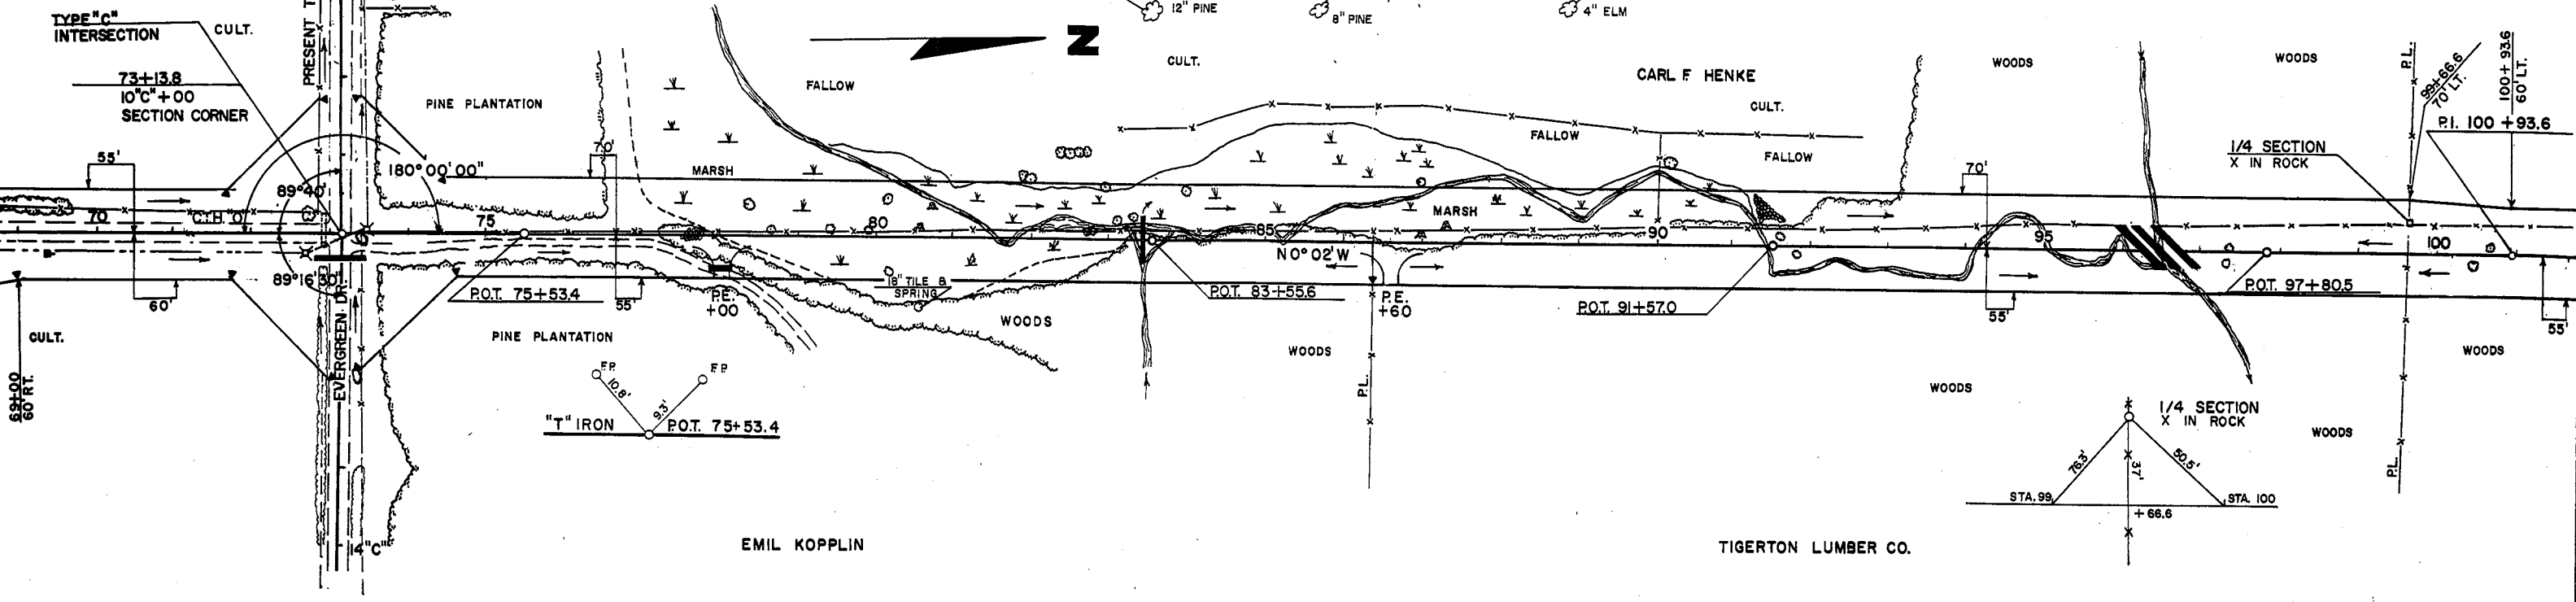 TYPE "C"
INTERSECTION
CULT.
PRESENT
12" PINE
8" PINE
4" ELM
N
CULT.
CARL F HENKE
WOODS
WOODS
P.L.
99+66.6
70' LT.
100+93.6
60' LT.
73+13.8
10"C"+00
SECTION CORNER
PINE PLANTATION
FALLOW
CULT.
FALLOW
FALLOW
P.I. 100+93.6
1/4 SECTION
X IN ROCK
55'
180°00'00"
70'
MARSH
70'
89°40'
C.T.H. "O"
70
75
80
85
MARSH
90
95
100
N 0° 02' W
89°16'30"
60'
P.O.T. 75+53.4
55'
P.E.
+00
18" TILE &
SPRING
P.O.T. 83+55.6
P.E.
+60
P.O.T. 91+57.0
55'
P.O.T. 97+80.5
55'
CULT.
69+00
60' RT.
EVERGREEN DR.
PINE PLANTATION
WOODS
WOODS
WOODS
WOODS
WOODS
P.L.
P.L.
F.P.
F.P.
10.8'
9.3'
"T" IRON
P.O.T. 75+53.4
1/4 SECTION
X IN ROCK
76.3'
37'
50.5'
STA. 99
STA. 100
+66.6
14"C"
EMIL KOPPLIN
TIGERTON LUMBER CO.